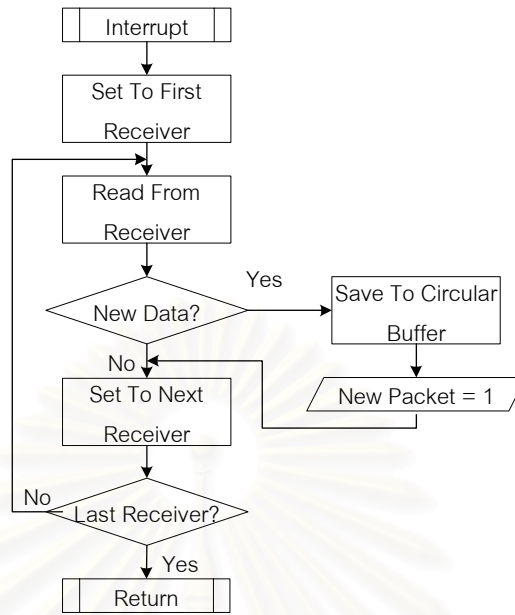 Interrupt
Set To First
Receiver
Read From
Receiver
New Data?
Yes
Save To Circular
Buffer
New Packet = 1
No
Set To Next
Receiver
Last Receiver?
No
Yes
Return